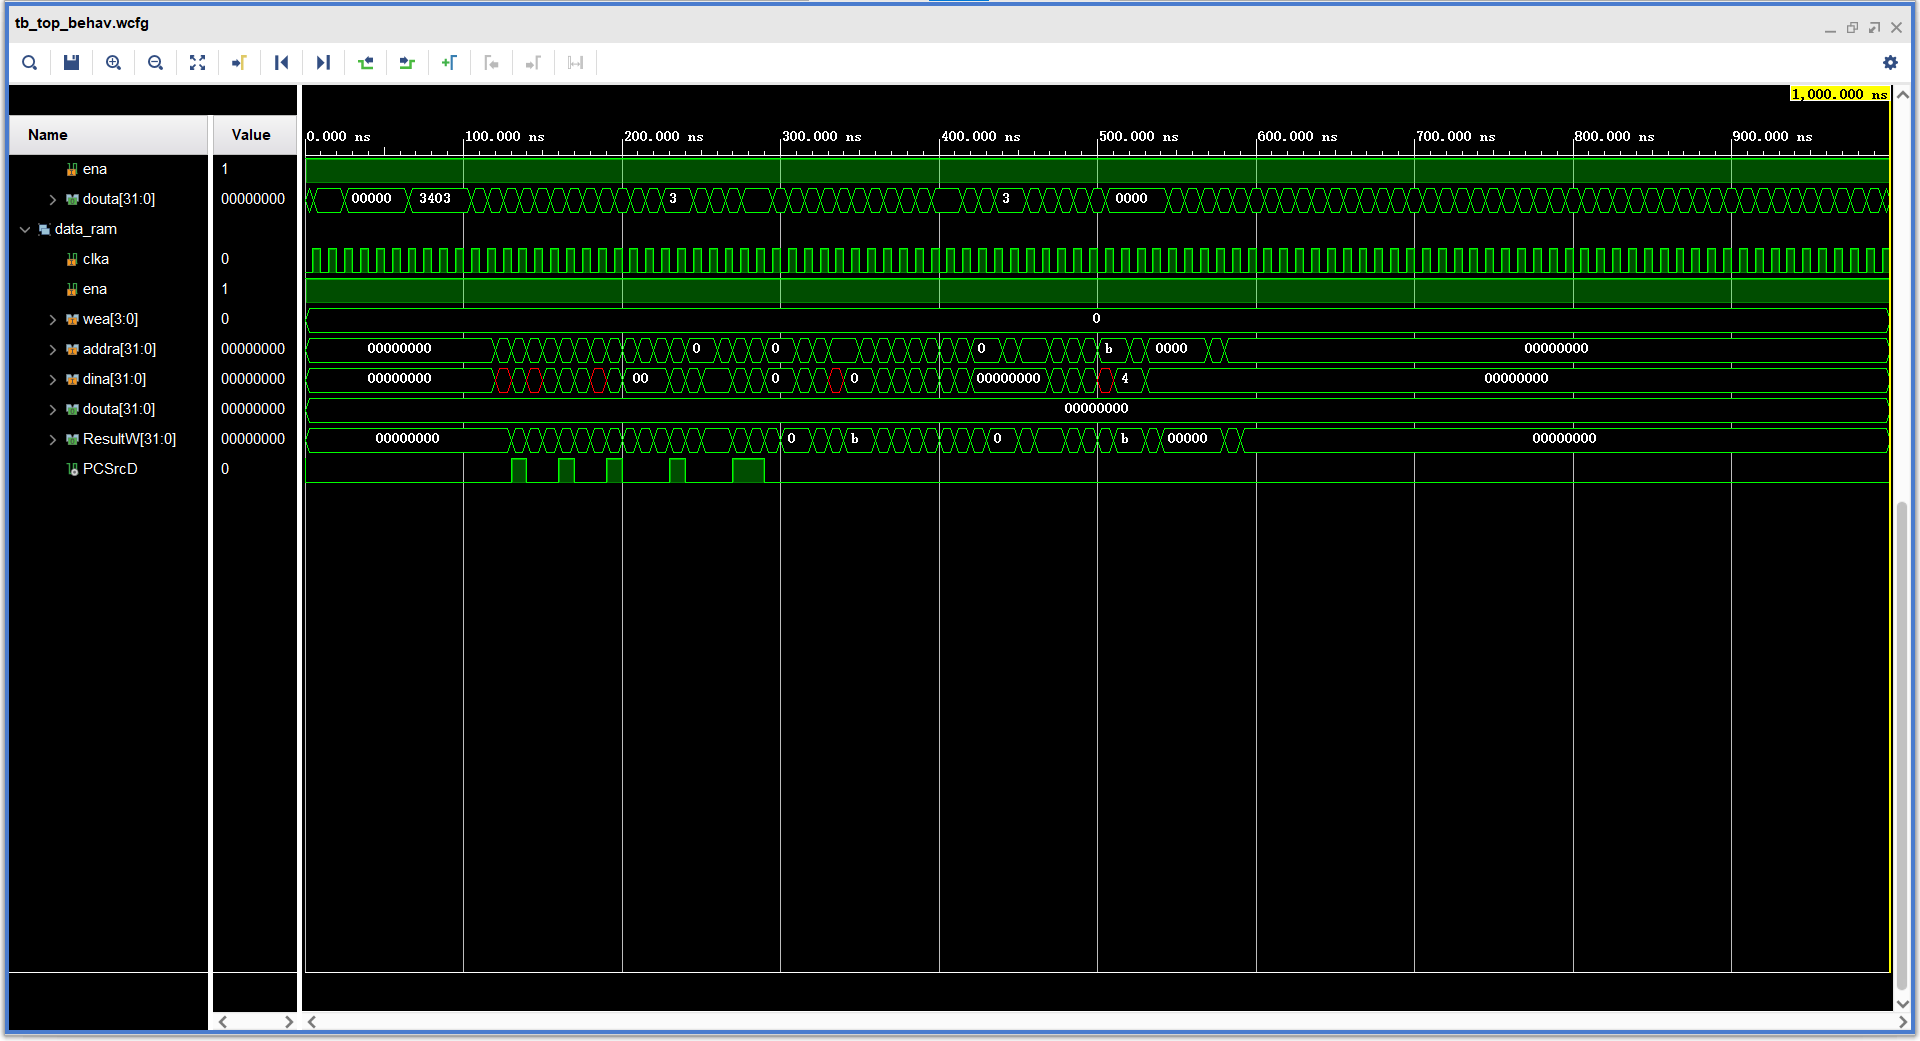 tb_top_behav.wcfg
1,000.000 ns
Name Value
0.000 ns 100.000 ns 200.000 ns 300.000 ns 400.000 ns 500.000 ns 600.000 ns 700.000 ns 800.000 ns 900.000 ns
ena 1
douta[31:0] 00000000 00000 3403 3 3 0000
data_ram
clka 0
ena 1
wea[3:0] 0 0
addra[31:0] 00000000 00000000 0 0 0 b 0000 00000000
dina[31:0] 00000000 00000000 00 0 0 00000000 4 00000000
douta[31:0] 00000000 00000000
ResultW[31:0] 00000000 00000000 0 b 0 b 00000 00000000
PCSrcD 0